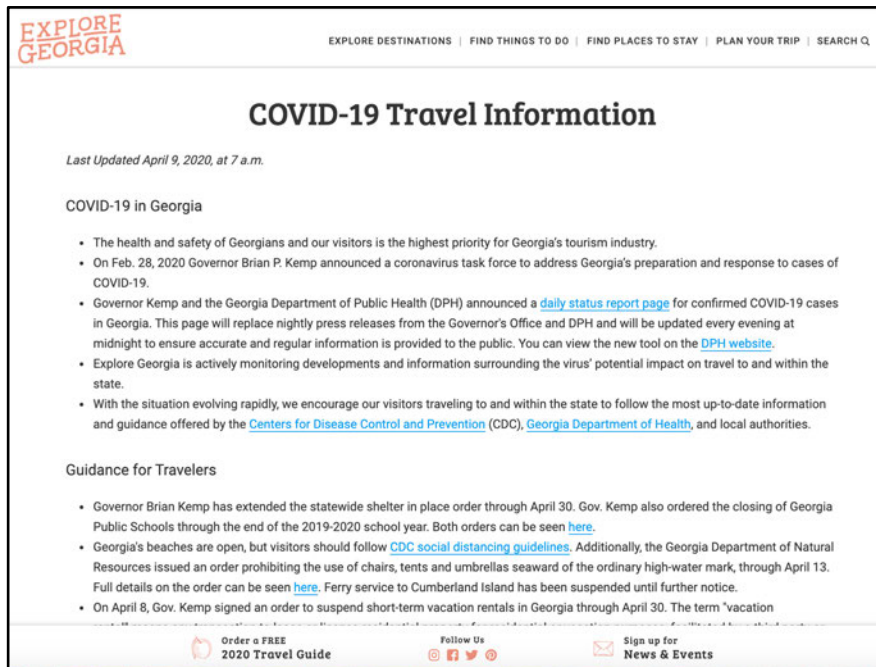 EXPLORE
GEORGIA
EXPLORE DESTINATIONS | FIND THINGS TO DO | FIND PLACES TO STAY | PLAN YOUR TRIP | SEARCH
COVID-19 Travel Information
Last Updated April 9, 2020, at 7 a.m.
COVID-19 in Georgia
• The health and safety of Georgians and our visitors is the highest priority for Georgia's tourism industry.
• On Feb. 28, 2020 Governor Brian P. Kemp announced a coronavirus task force to address Georgia's preparation and response to cases of
COVID-19.
• Governor Kemp and the Georgia Department of Public Health (DPH) announced a daily status report page for confirmed COVID-19 cases
in Georgia. This page will replace nightly press releases from the Governor's Office and DPH and will be updated every evening at
midnight to ensure accurate and regular information is provided to the public. You can view the new tool on the DPH website.
• Explore Georgia is actively monitoring developments and information surrounding the virus' potential impact on travel to and within the
state.
• With the situation evolving rapidly, we encourage our visitors traveling to and within the state to follow the most up-to-date information
and guidance offered by the Centers for Disease Control and Prevention (CDC), Georgia Department of Health, and local authorities.
Guidance for Travelers
• Governor Brian Kemp has extended the statewide shelter in place order through April 30. Gov. Kemp also ordered the closing of Georgia
Public Schools through the end of the 2019-2020 school year. Both orders can be seen here.
• Georgia's beaches are open, but visitors should follow CDC social distancing guidelines. Additionally, the Georgia Department of Natural
Resources issued an order prohibiting the use of chairs, tents and umbrellas seaward of the ordinary high-water mark, through April 13.
Full details on the order can be seen here. Ferry service to Cumberland Island has been suspended until further notice.
• On April 8, Gov. Kemp signed an order to suspend short-term vacation rentals in Georgia through April 30. The term "vacation
Order a FREE
2020 Travel Guide
Follow Us
Sign up for
News & Events